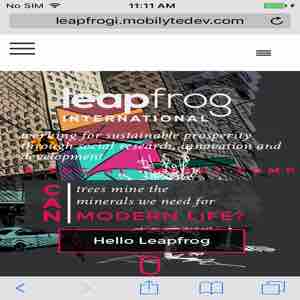 No SIM 11:11 AM
leapfrogi.mobilytedev.com
leapfrog
INTERNATIONAL
working for sustainable prosperity
through social research, innovation and
development
CAN
trees mine the
minerals we need for
MODERN LIFE?
Hello Leapfrog